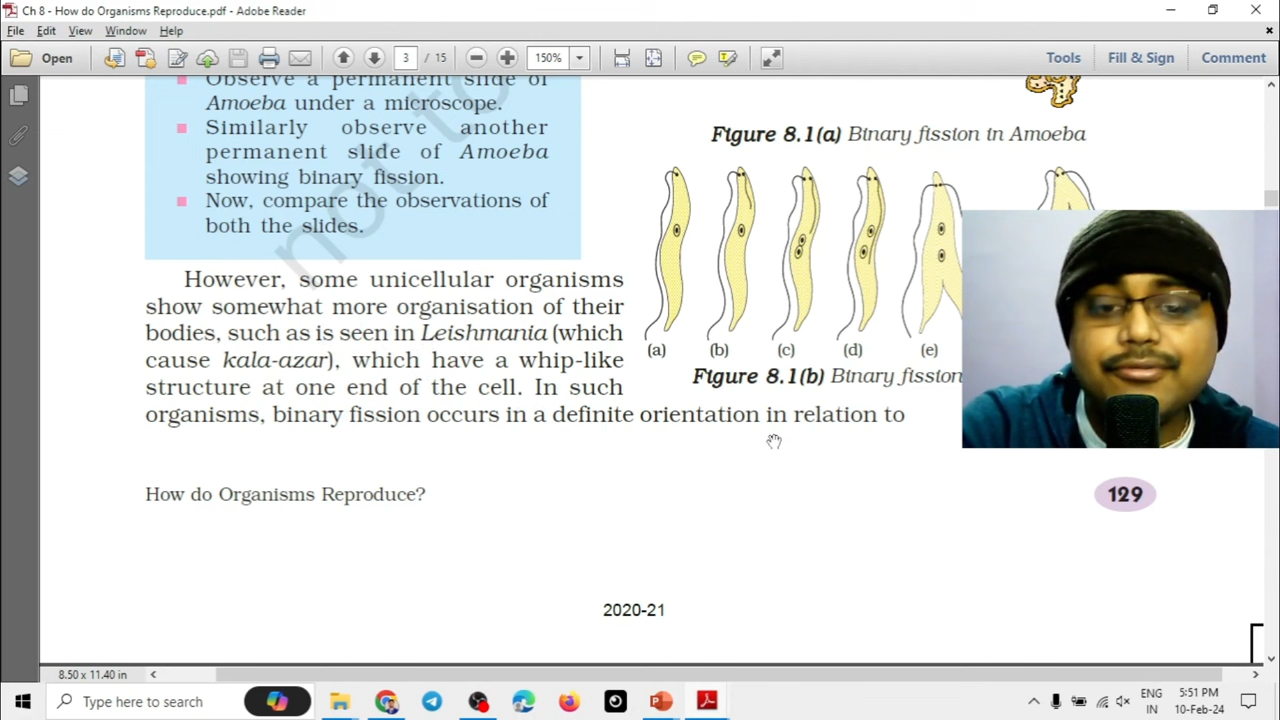 Ch 8 - How do Organisms Reproduce.pdf - Adobe Reader
File Edit View Window Help
Open 3 / 15 150% Tools Fill & Sign Comment
Observe a permanent slide of
Amoeba under a microscope.
Similarly observe another
permanent slide of Amoeba
showing binary fission.
Now, compare the observations of
both the slides.
not to
Figure 8.1(a) Binary fission in Amoeba
(a) (b) (c) (d) (e)
Figure 8.1(b) Binary fission
However, some unicellular organisms
show somewhat more organisation of their
bodies, such as is seen in Leishmania (which
cause kala-azar), which have a whip-like
structure at one end of the cell. In such
organisms, binary fission occurs in a definite orientation in relation to
How do Organisms Reproduce?
129
2020-21
8.50 x 11.40 in
Type here to search
ENG 5:51 PM
IN 10-Feb-24